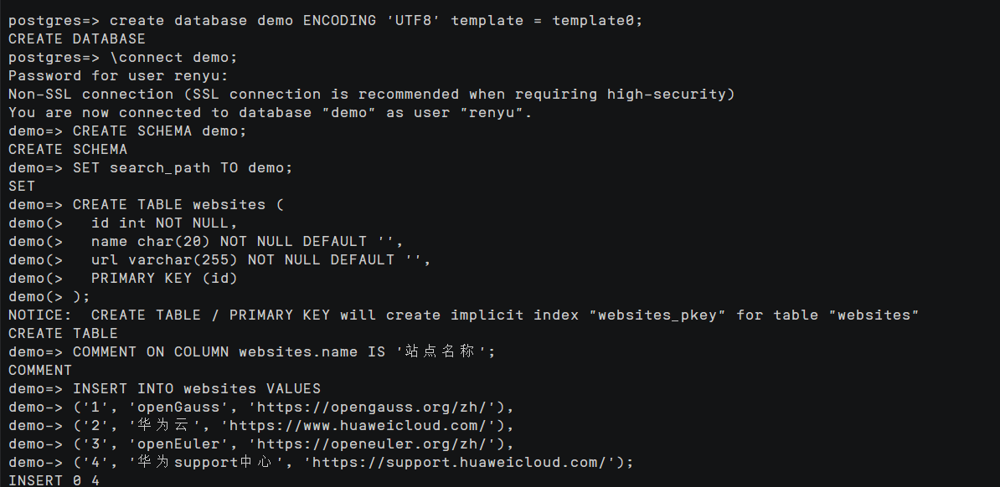 postgres=> create database demo ENCODING 'UTF8' template = template0;
CREATE DATABASE
postgres=> \connect demo;
Password for user renyu:
Non-SSL connection (SSL connection is recommended when requiring high-security)
You are now connected to database "demo" as user "renyu".
demo=> CREATE SCHEMA demo;
CREATE SCHEMA
demo=> SET search_path TO demo;
SET
demo=> CREATE TABLE websites (
demo(>   id int NOT NULL,
demo(>   name char(20) NOT NULL DEFAULT '',
demo(>   url varchar(255) NOT NULL DEFAULT '',
demo(>   PRIMARY KEY (id)
demo(> );
NOTICE:  CREATE TABLE / PRIMARY KEY will create implicit index "websites_pkey" for table "websites"
CREATE TABLE
demo=> COMMENT ON COLUMN websites.name IS '站点名称';
COMMENT
demo=> INSERT INTO websites VALUES
demo-> ('1', 'openGauss', 'https://opengauss.org/zh/'),
demo-> ('2', '华为云', 'https://www.huaweicloud.com/'),
demo-> ('3', 'openEuler', 'https://openeuler.org/zh/'),
demo-> ('4', '华为support中心', 'https://support.huaweicloud.com/');
INSERT 0 4